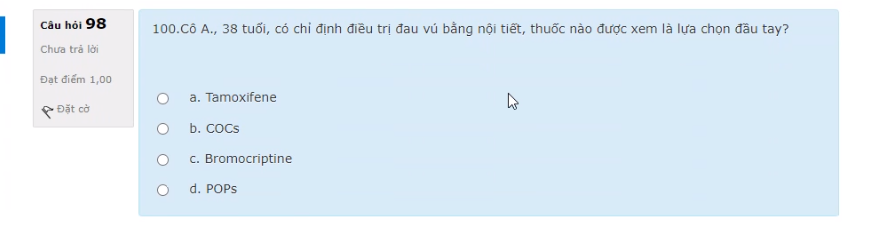 Câu hỏi 98
Chưa trả lời
Đạt điểm 1,00
Đặt cờ
100.Cô A., 38 tuổi, có chỉ định điều trị đau vú bằng nội tiết, thuốc nào được xem là lựa chọn đầu tay?
a. Tamoxifene
b. COCs
c. Bromocriptine
d. POPs